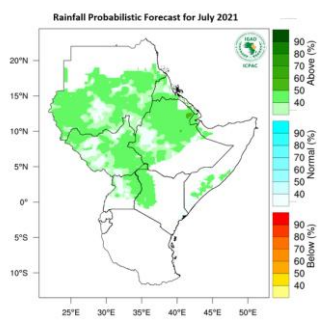 Rainfall Probabilistic Forecast for July 2021
IGAD
ICPAC
20°N
15°N
10°N
5°N
0°
5°S
10°S
25°E 30°E 35°E 40°E 45°E 50°E
90
80
70
60
50
40
Above (%)
90
80
70
60
50
40
Normal (%)
90
80
70
60
50
40
Below (%)